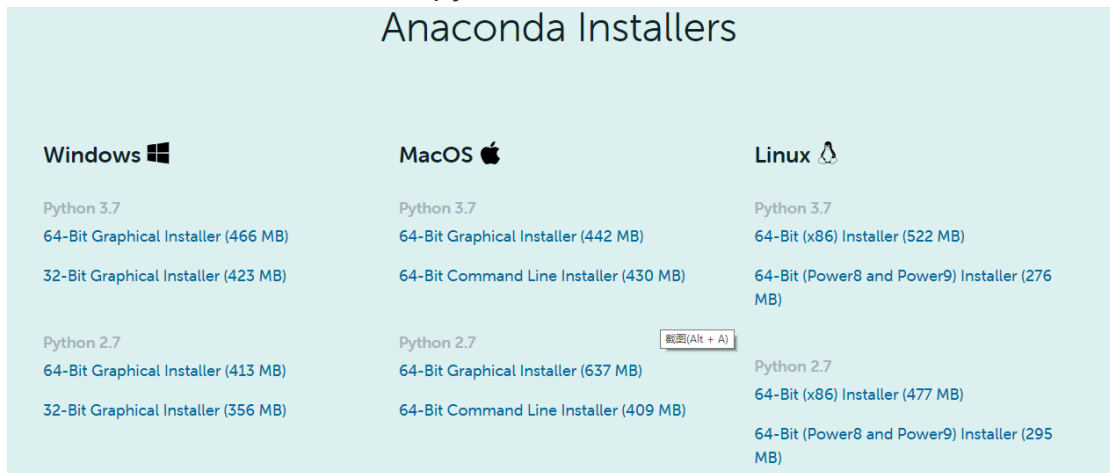 Anaconda Installers
Windows
Python 3.7
64-Bit Graphical Installer (466 MB)
32-Bit Graphical Installer (423 MB)
Python 2.7
64-Bit Graphical Installer (413 MB)
32-Bit Graphical Installer (356 MB)
MacOS
Python 3.7
64-Bit Graphical Installer (442 MB)
64-Bit Command Line Installer (430 MB)
Python 2.7
64-Bit Graphical Installer (637 MB)
64-Bit Command Line Installer (409 MB)
截图(Alt + A)
Linux
Python 3.7
64-Bit (x86) Installer (522 MB)
64-Bit (Power8 and Power9) Installer (276
MB)
Python 2.7
64-Bit (x86) Installer (477 MB)
64-Bit (Power8 and Power9) Installer (295
MB)